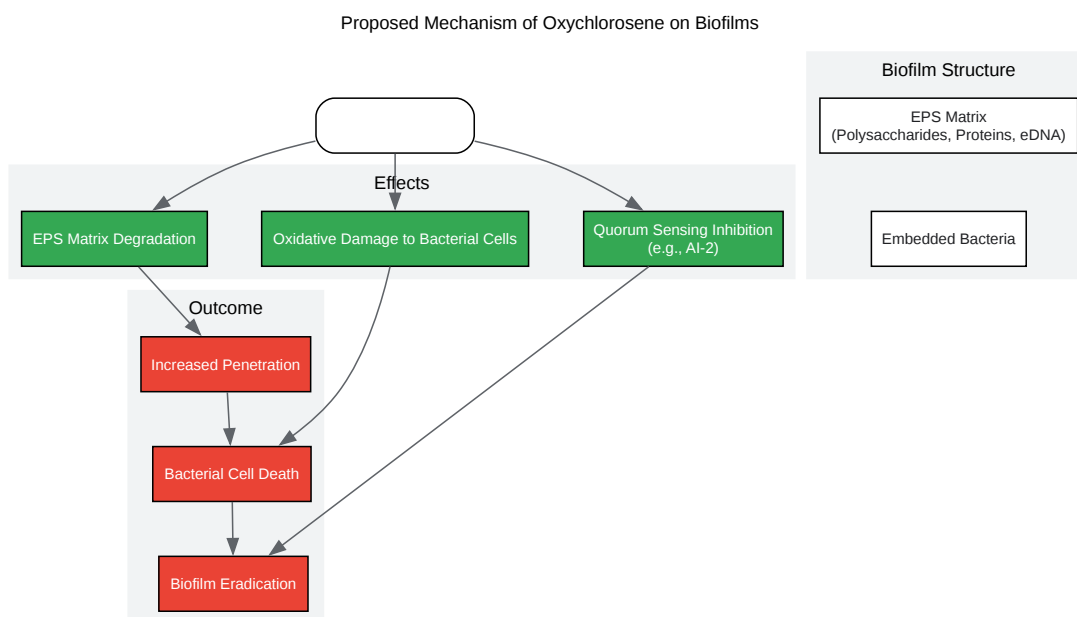 Proposed Mechanism of Oxychlorosene on Biofilms
Biofilm Structure
EPS Matrix
(Polysaccharides, Proteins, eDNA)
Effects
EPS Matrix Degradation
Oxidative Damage to Bacterial Cells
Quorum Sensing Inhibition
(e.g., AI-2)
Embedded Bacteria
Outcome
Increased Penetration
Bacterial Cell Death
Biofilm Eradication